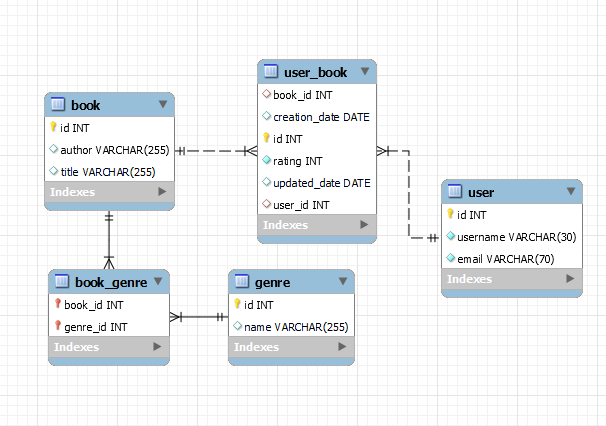 user_book
book_id INT
creation_date DATE
id INT
rating INT
updated_date DATE
user_id INT
Indexes
book
id INT
author VARCHAR(255)
title VARCHAR(255)
Indexes
user
id INT
username VARCHAR(30)
email VARCHAR(70)
Indexes
book_genre
book_id INT
genre_id INT
Indexes
genre
id INT
name VARCHAR(255)
Indexes